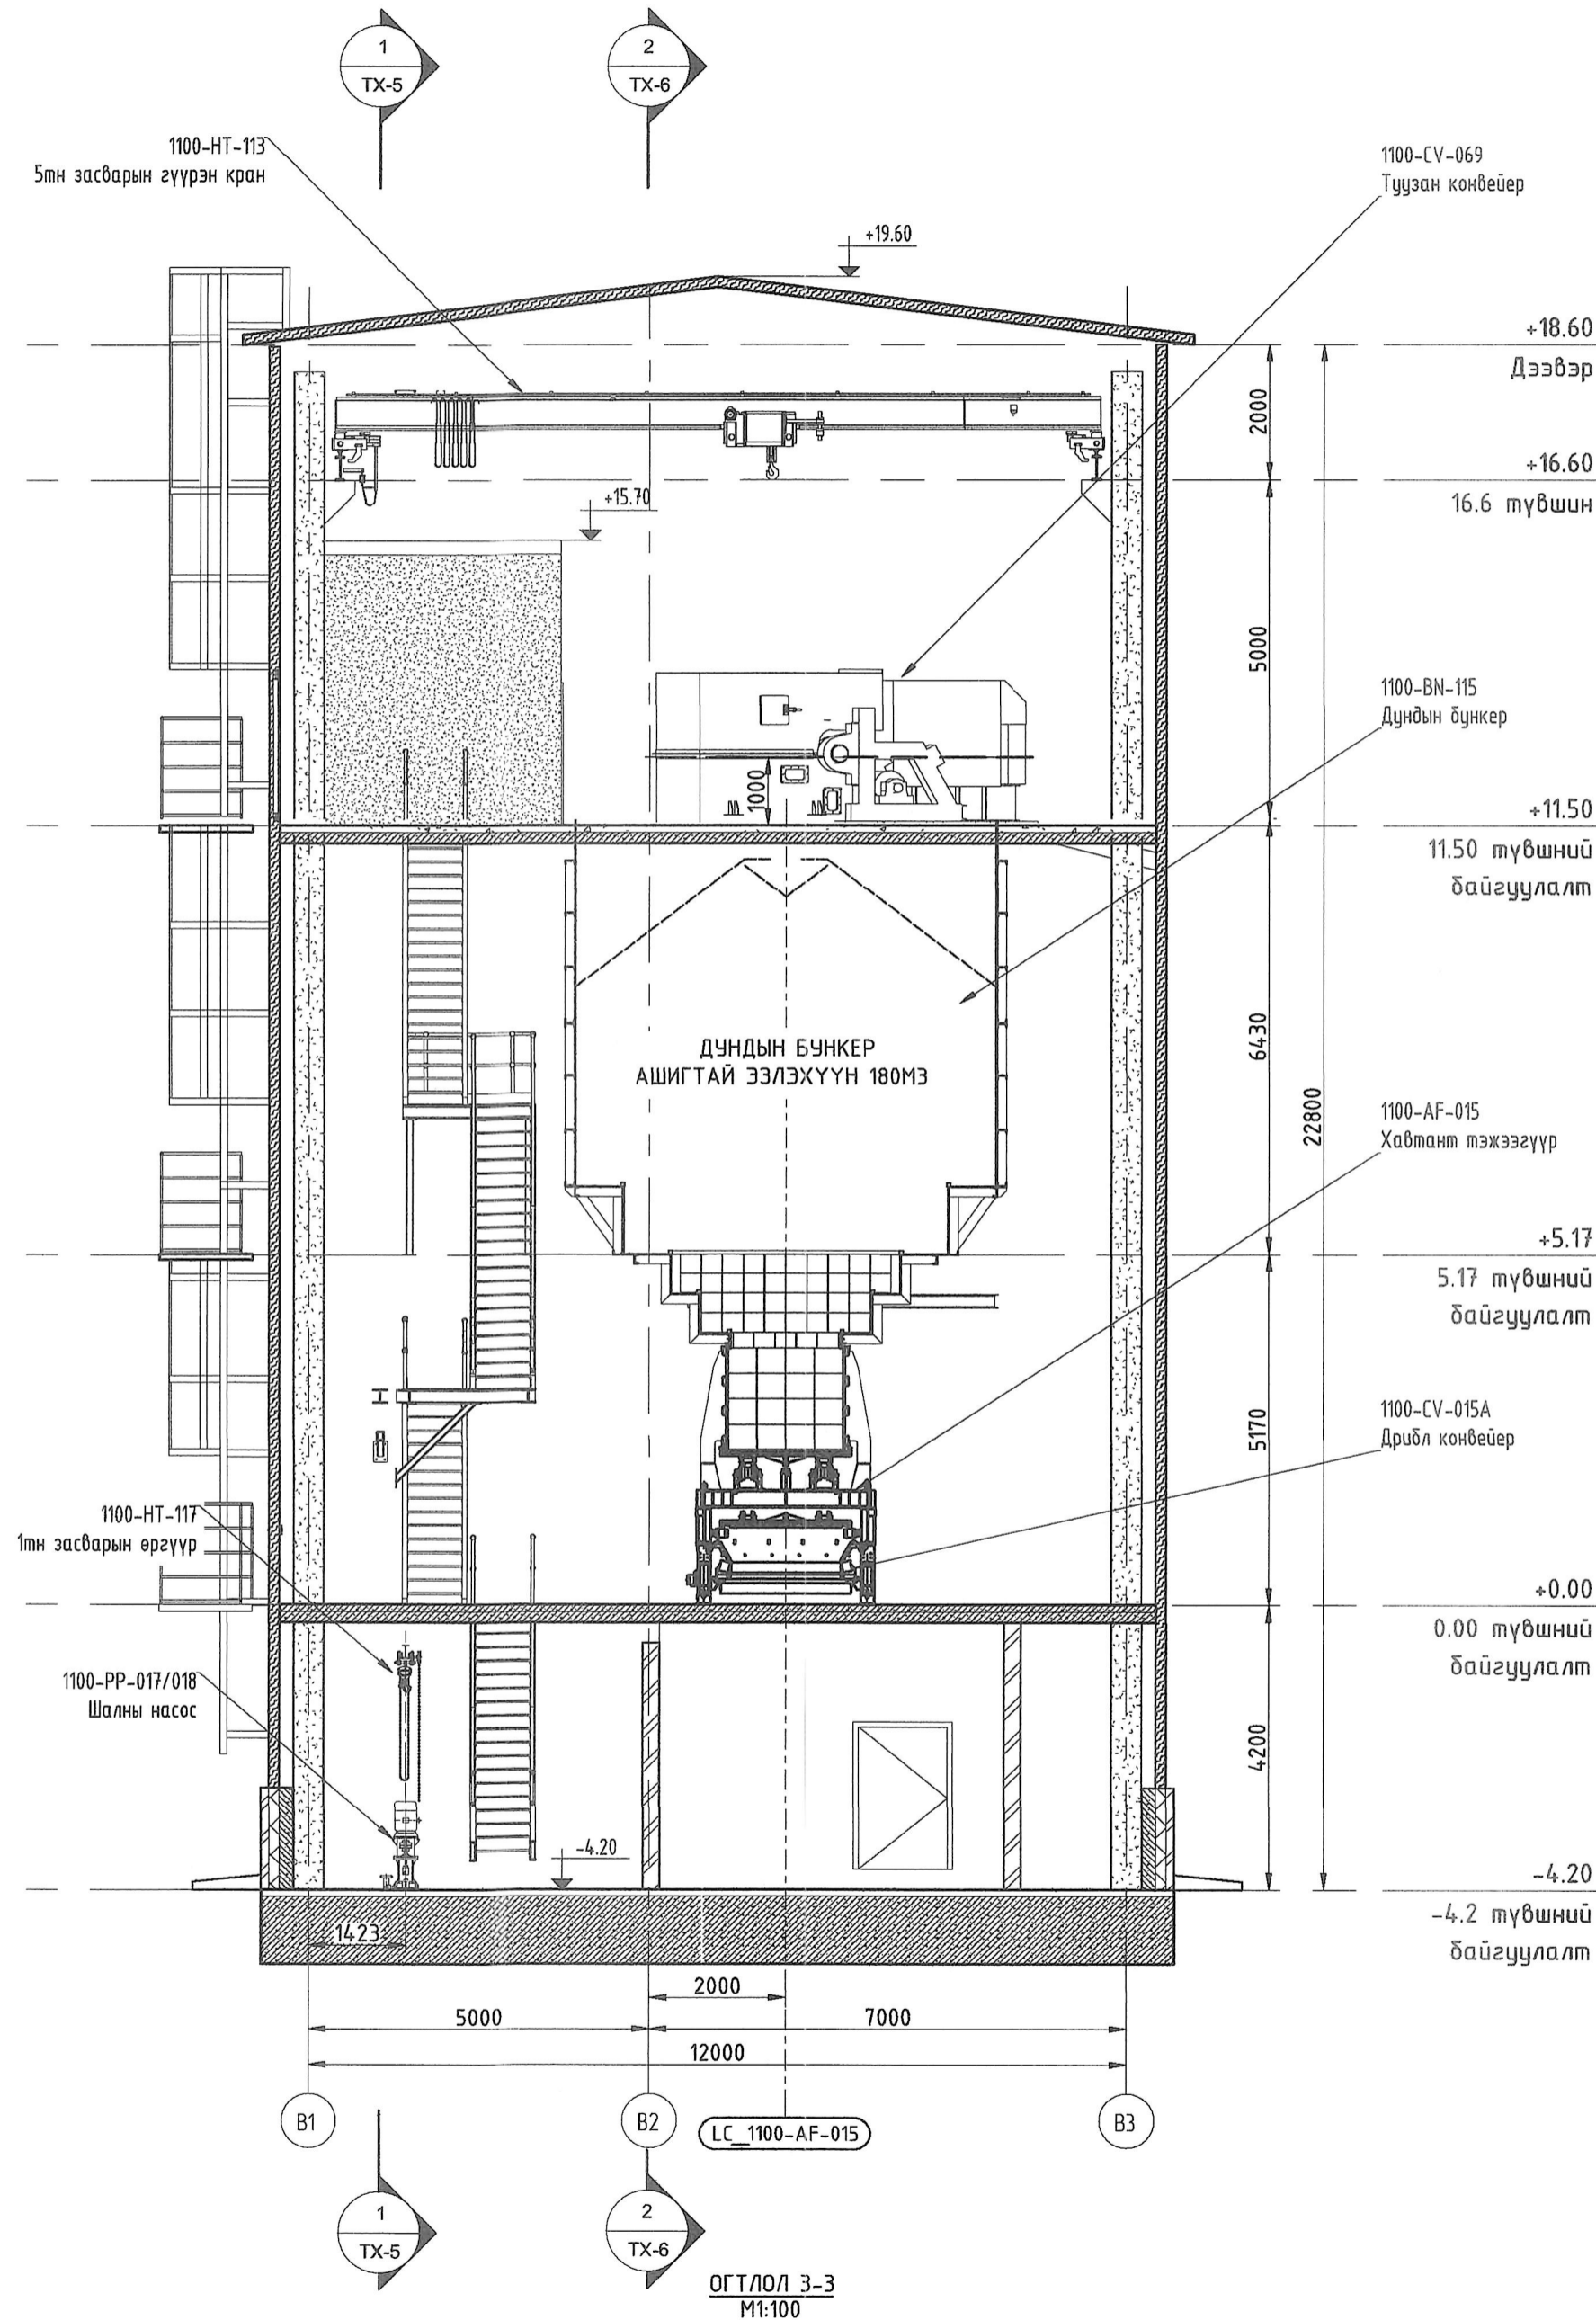 1
TX-5
2
TX-6
1100-HT-113
5тн засварын гүүрэн кран
1100-CV-069
Туузан конвейер
+19.60
+18.60
Дээвэр
2000
+16.60
16.6 түвшин
+15.70
5000
1100-BN-115
Дундын бункер
1000
+11.50
11.50 түвшний
байгуулалт
ДУНДЫН БУНКЕР
АШИГТАЙ ЭЗЛЭХҮҮН 180М3
6430
22800
1100-AF-015
Хавтант тэжээгүүр
+5.17
5.17 түвшний
байгуулалт
5170
1100-CV-015A
Дрибл конвейер
1100-HT-117
1тн засварын өргүүр
+0.00
0.00 түвшний
байгуулалт
1100-PP-017/018
Шалны насос
4200
-4.20
-4.20
-4.2 түвшний
байгуулалт
1423
2000
5000
7000
12000
B1
B2
LC_1100-AF-015
B3
1
TX-5
2
TX-6
ОГТЛОЛ 3-3
М1:100